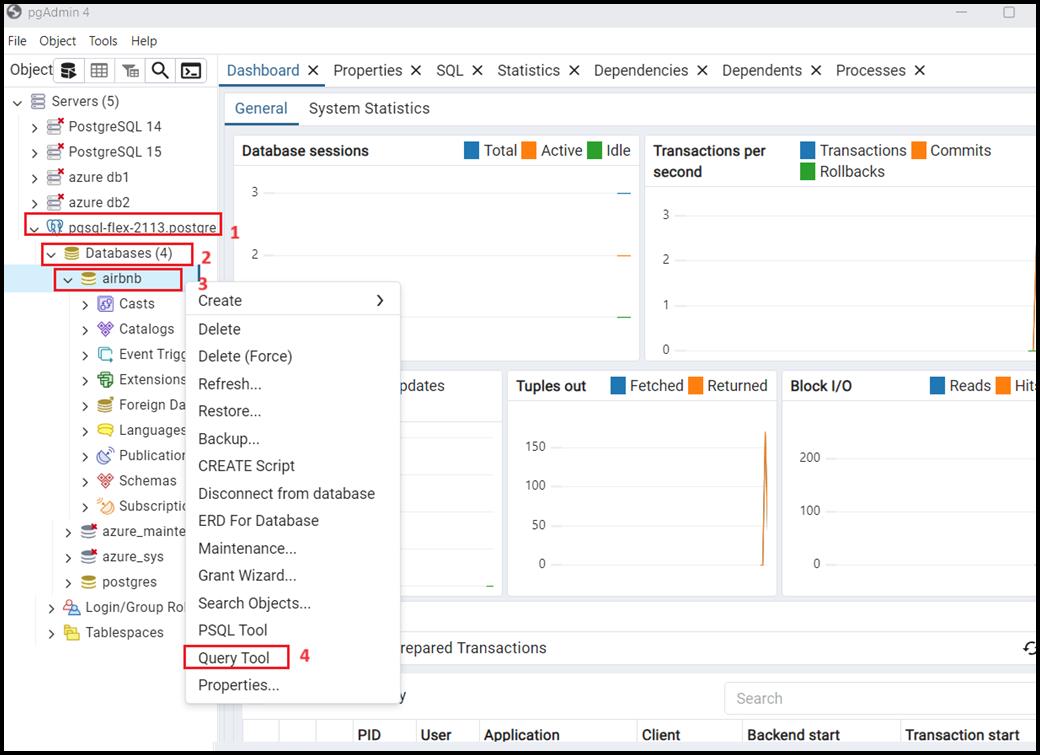 pgAdmin 4
File Object Tools Help
Object
Dashboard Properties SQL Statistics Dependencies Dependents Processes
General System Statistics
Servers (5)
PostgreSQL 14
PostgreSQL 15
azure db1
azure db2
pgsql-flex-2113.postgre 1
Databases (4) 2
airbnb 3
Casts
Catalogs
Event Trigg
Extensions
Foreign Da
Languages
Publication
Schemas
Subscriptio
azure_mainte
azure_sys
postgres
Login/Group Rol
Tablespaces
Create
Delete
Delete (Force)
Refresh...
Restore...
Backup...
CREATE Script
Disconnect from database
ERD For Database
Maintenance...
Grant Wizard...
Search Objects...
PSQL Tool
Query Tool 4
Properties...
Database sessions Total Active Idle
3
2
Transactions per second Transactions Commits Rollbacks
3
2
1
0
pdates
Tuples out Fetched Returned
150
100
50
0
Block I/O Reads Hits
200
100
0
repared Transactions
y
Search
PID User Application Client Backend start Transaction start